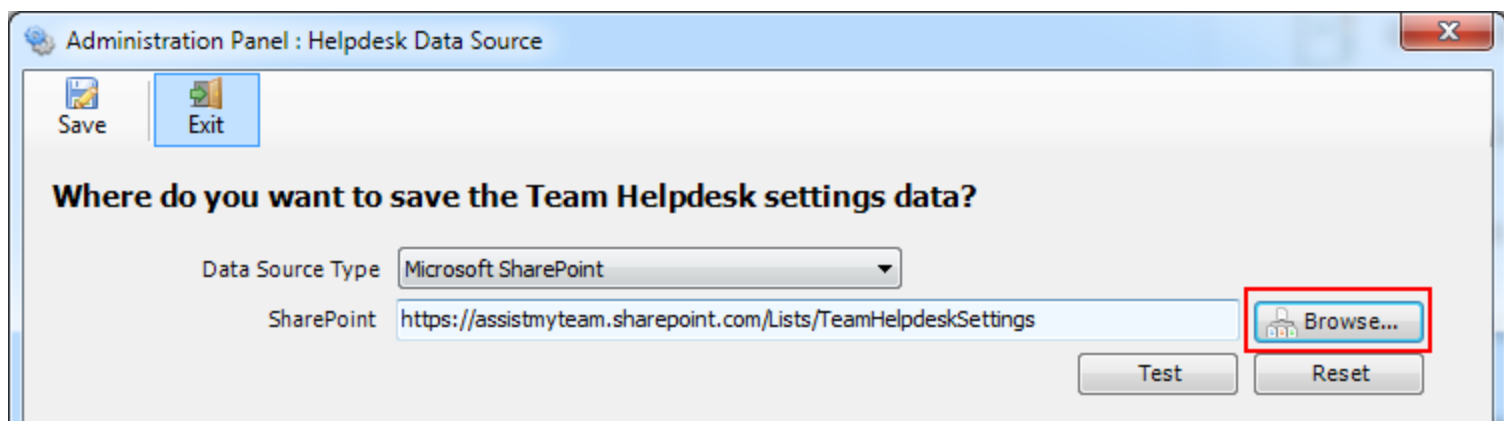 Administration Panel : Helpdesk Data Source
Save Exit
Where do you want to save the Team Helpdesk settings data?
Data Source Type Microsoft SharePoint
SharePoint https://assistmyteam.sharepoint.com/Lists/TeamHelpdeskSettings Browse...
Test Reset